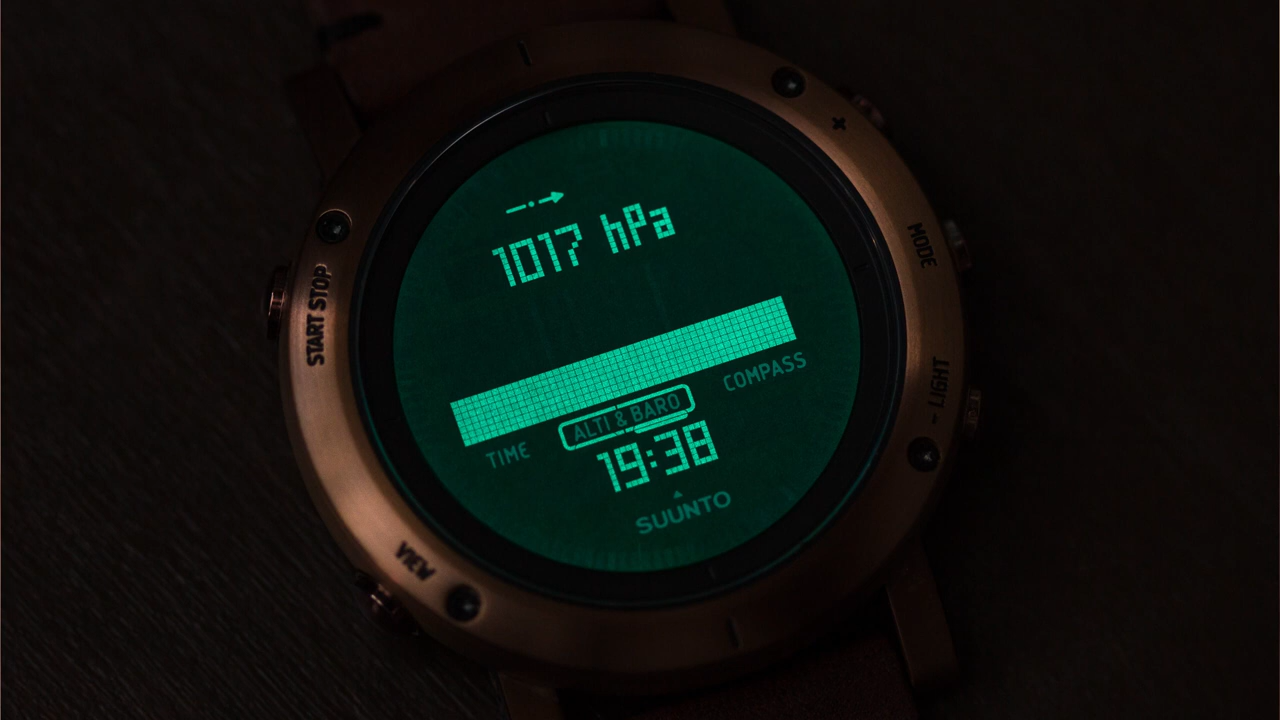 1017 hPa
TIME
ALTI & BARO
COMPASS
19:38
SUUNTO
START STOP
VIEW
+
MODE
- LIGHT